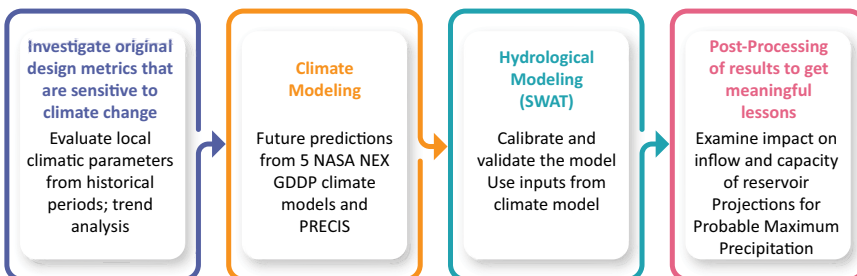 Investigate original
design metrics that
are sensitive to
climate change
Evaluate local
climatic parameters
from historical
periods; trend
analysis
Climate
Modeling
Future predictions
from 5 NASA NEX
GDDP climate
models and
PRECIS
Hydrological
Modeling
(SWAT)
Calibrate and
validate the model
Use inputs from
climate model
Post-Processing
of results to get
meaningful
lessons
Examine impact on
inflow and capacity
of reservoir
Projections for
Probable Maximum
Precipitation